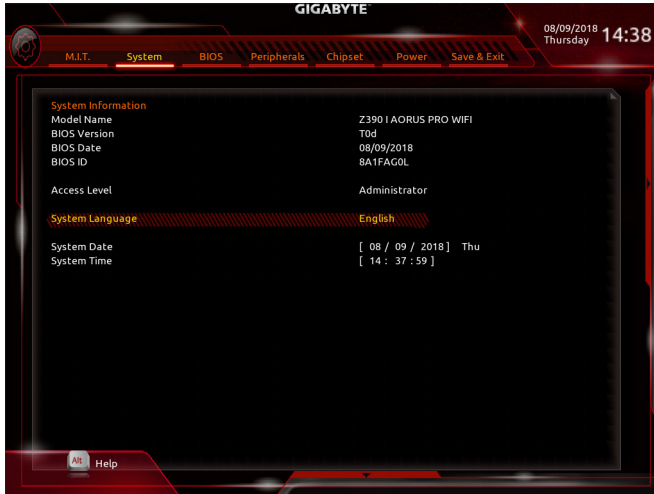 GIGABYTE
08/09/2018 14:38
Thursday
M.I.T. System BIOS Peripherals Chipset Power Save & Exit
System Information
Model Name Z390 I AORUS PRO WIFI
BIOS Version T0d
BIOS Date 08/09/2018
BIOS ID 8A1FAG0L
Access Level Administrator
System Language English
System Date [ 08 / 09 / 2018 ] Thu
System Time [ 14 : 37 : 59 ]
Alt Help